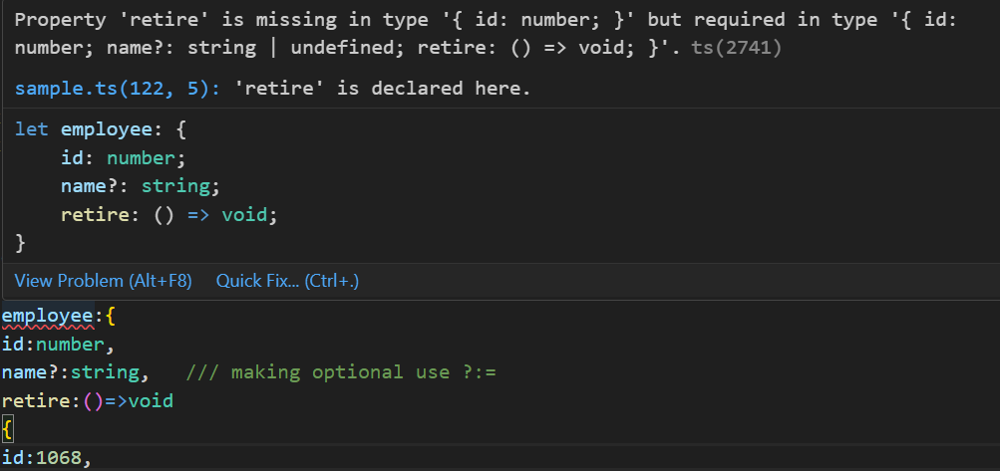 Property 'retire' is missing in type '{ id: number; }' but required in type '{ id:
number; name?: string | undefined; retire: () => void; }'. ts(2741)
sample.ts(122, 5): 'retire' is declared here.
let employee: {
    id: number;
    name?: string;
    retire: () => void;
}
View Problem (Alt+F8) Quick Fix... (Ctrl+.)
employee:{
id:number,
name?:string,   /// making optional use ?:=
retire:()=>void
{
id:1068,